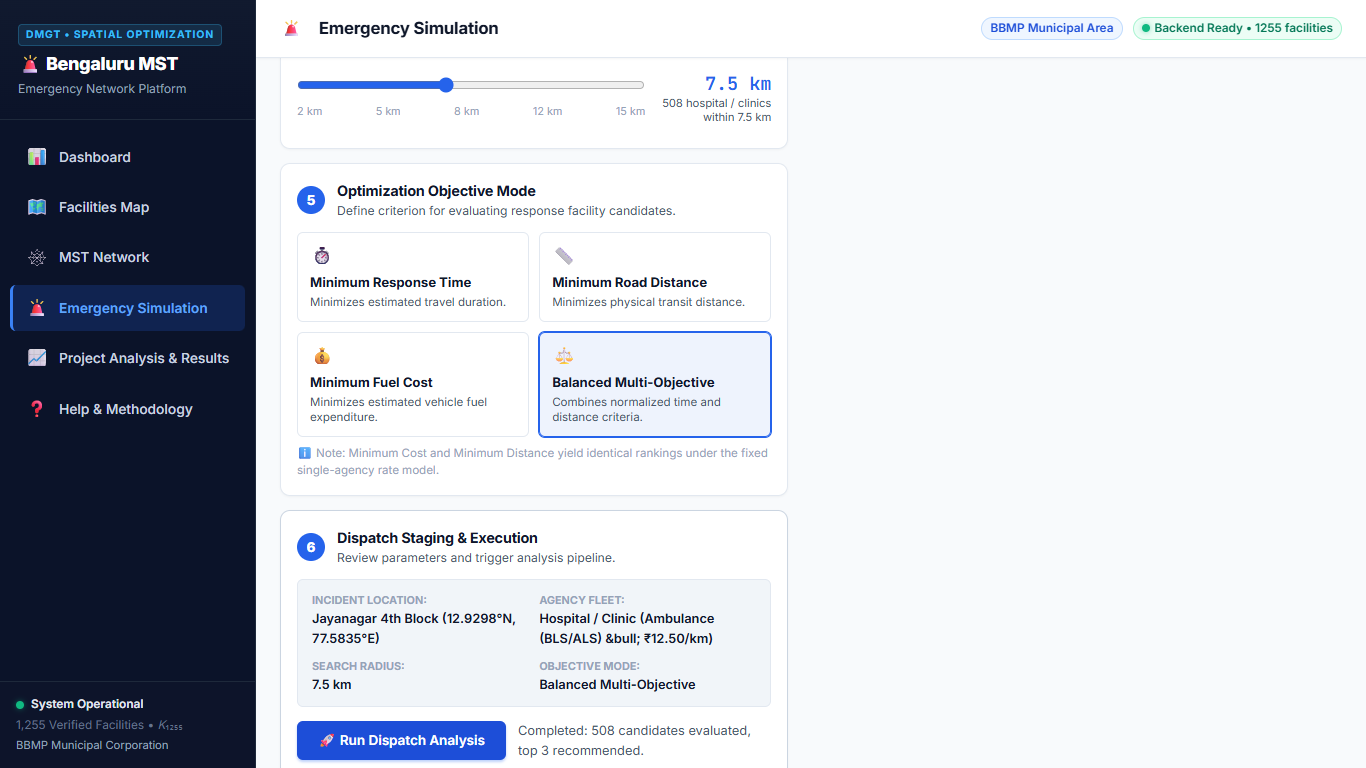 DMGT • SPATIAL OPTIMIZATION
Bengaluru MST
Emergency Network Platform
Dashboard
Facilities Map
MST Network
Emergency Simulation
Project Analysis & Results
Help & Methodology
System Operational
1,255 Verified Facilities • K₁₂₅₅
BBMP Municipal Corporation
Emergency Simulation
BBMP Municipal Area
Backend Ready • 1255 facilities
2 km
5 km
8 km
12 km
15 km
7.5 km
508 hospital / clinics
within 7.5 km
5
Optimization Objective Mode
Define criterion for evaluating response facility candidates.
Minimum Response Time
Minimizes estimated travel duration.
Minimum Road Distance
Minimizes physical transit distance.
Minimum Fuel Cost
Minimizes estimated vehicle fuel
expenditure.
Balanced Multi-Objective
Combines normalized time and
distance criteria.
ℹ️ Note: Minimum Cost and Minimum Distance yield identical rankings under the fixed
single-agency rate model.
6
Dispatch Staging & Execution
Review parameters and trigger analysis pipeline.
INCIDENT LOCATION:
Jayanagar 4th Block (12.9298°N,
77.5835°E)
AGENCY FLEET:
Hospital / Clinic (Ambulance
(BLS/ALS) &bull; ₹12.50/km)
SEARCH RADIUS:
7.5 km
OBJECTIVE MODE:
Balanced Multi-Objective
Run Dispatch Analysis
Completed: 508 candidates evaluated,
top 3 recommended.